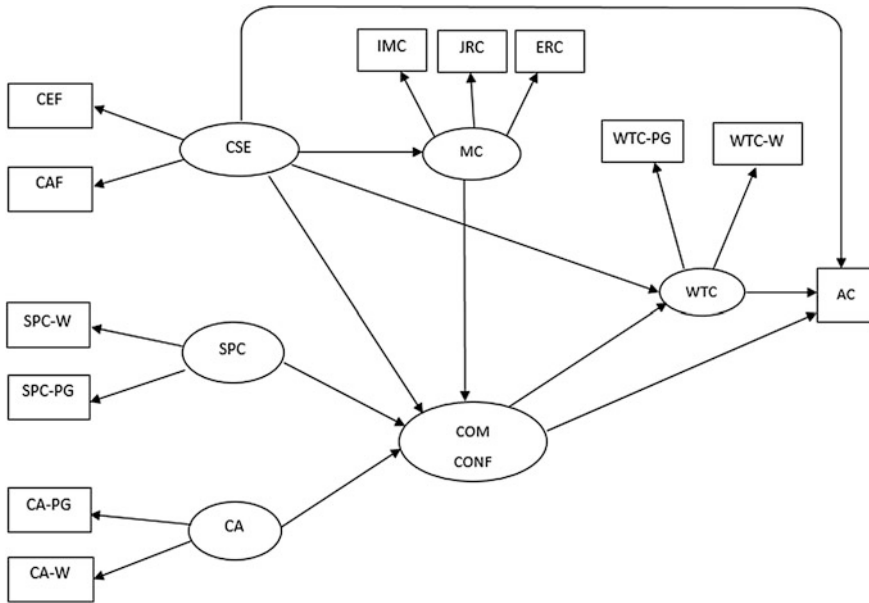 IMC
JRC
ERC
CEF
CSE
MC
WTC-PG
WTC-W
CAF
WTC
AC
SPC-W
SPC
SPC-PG
COM
CONF
CA-PG
CA
CA-W